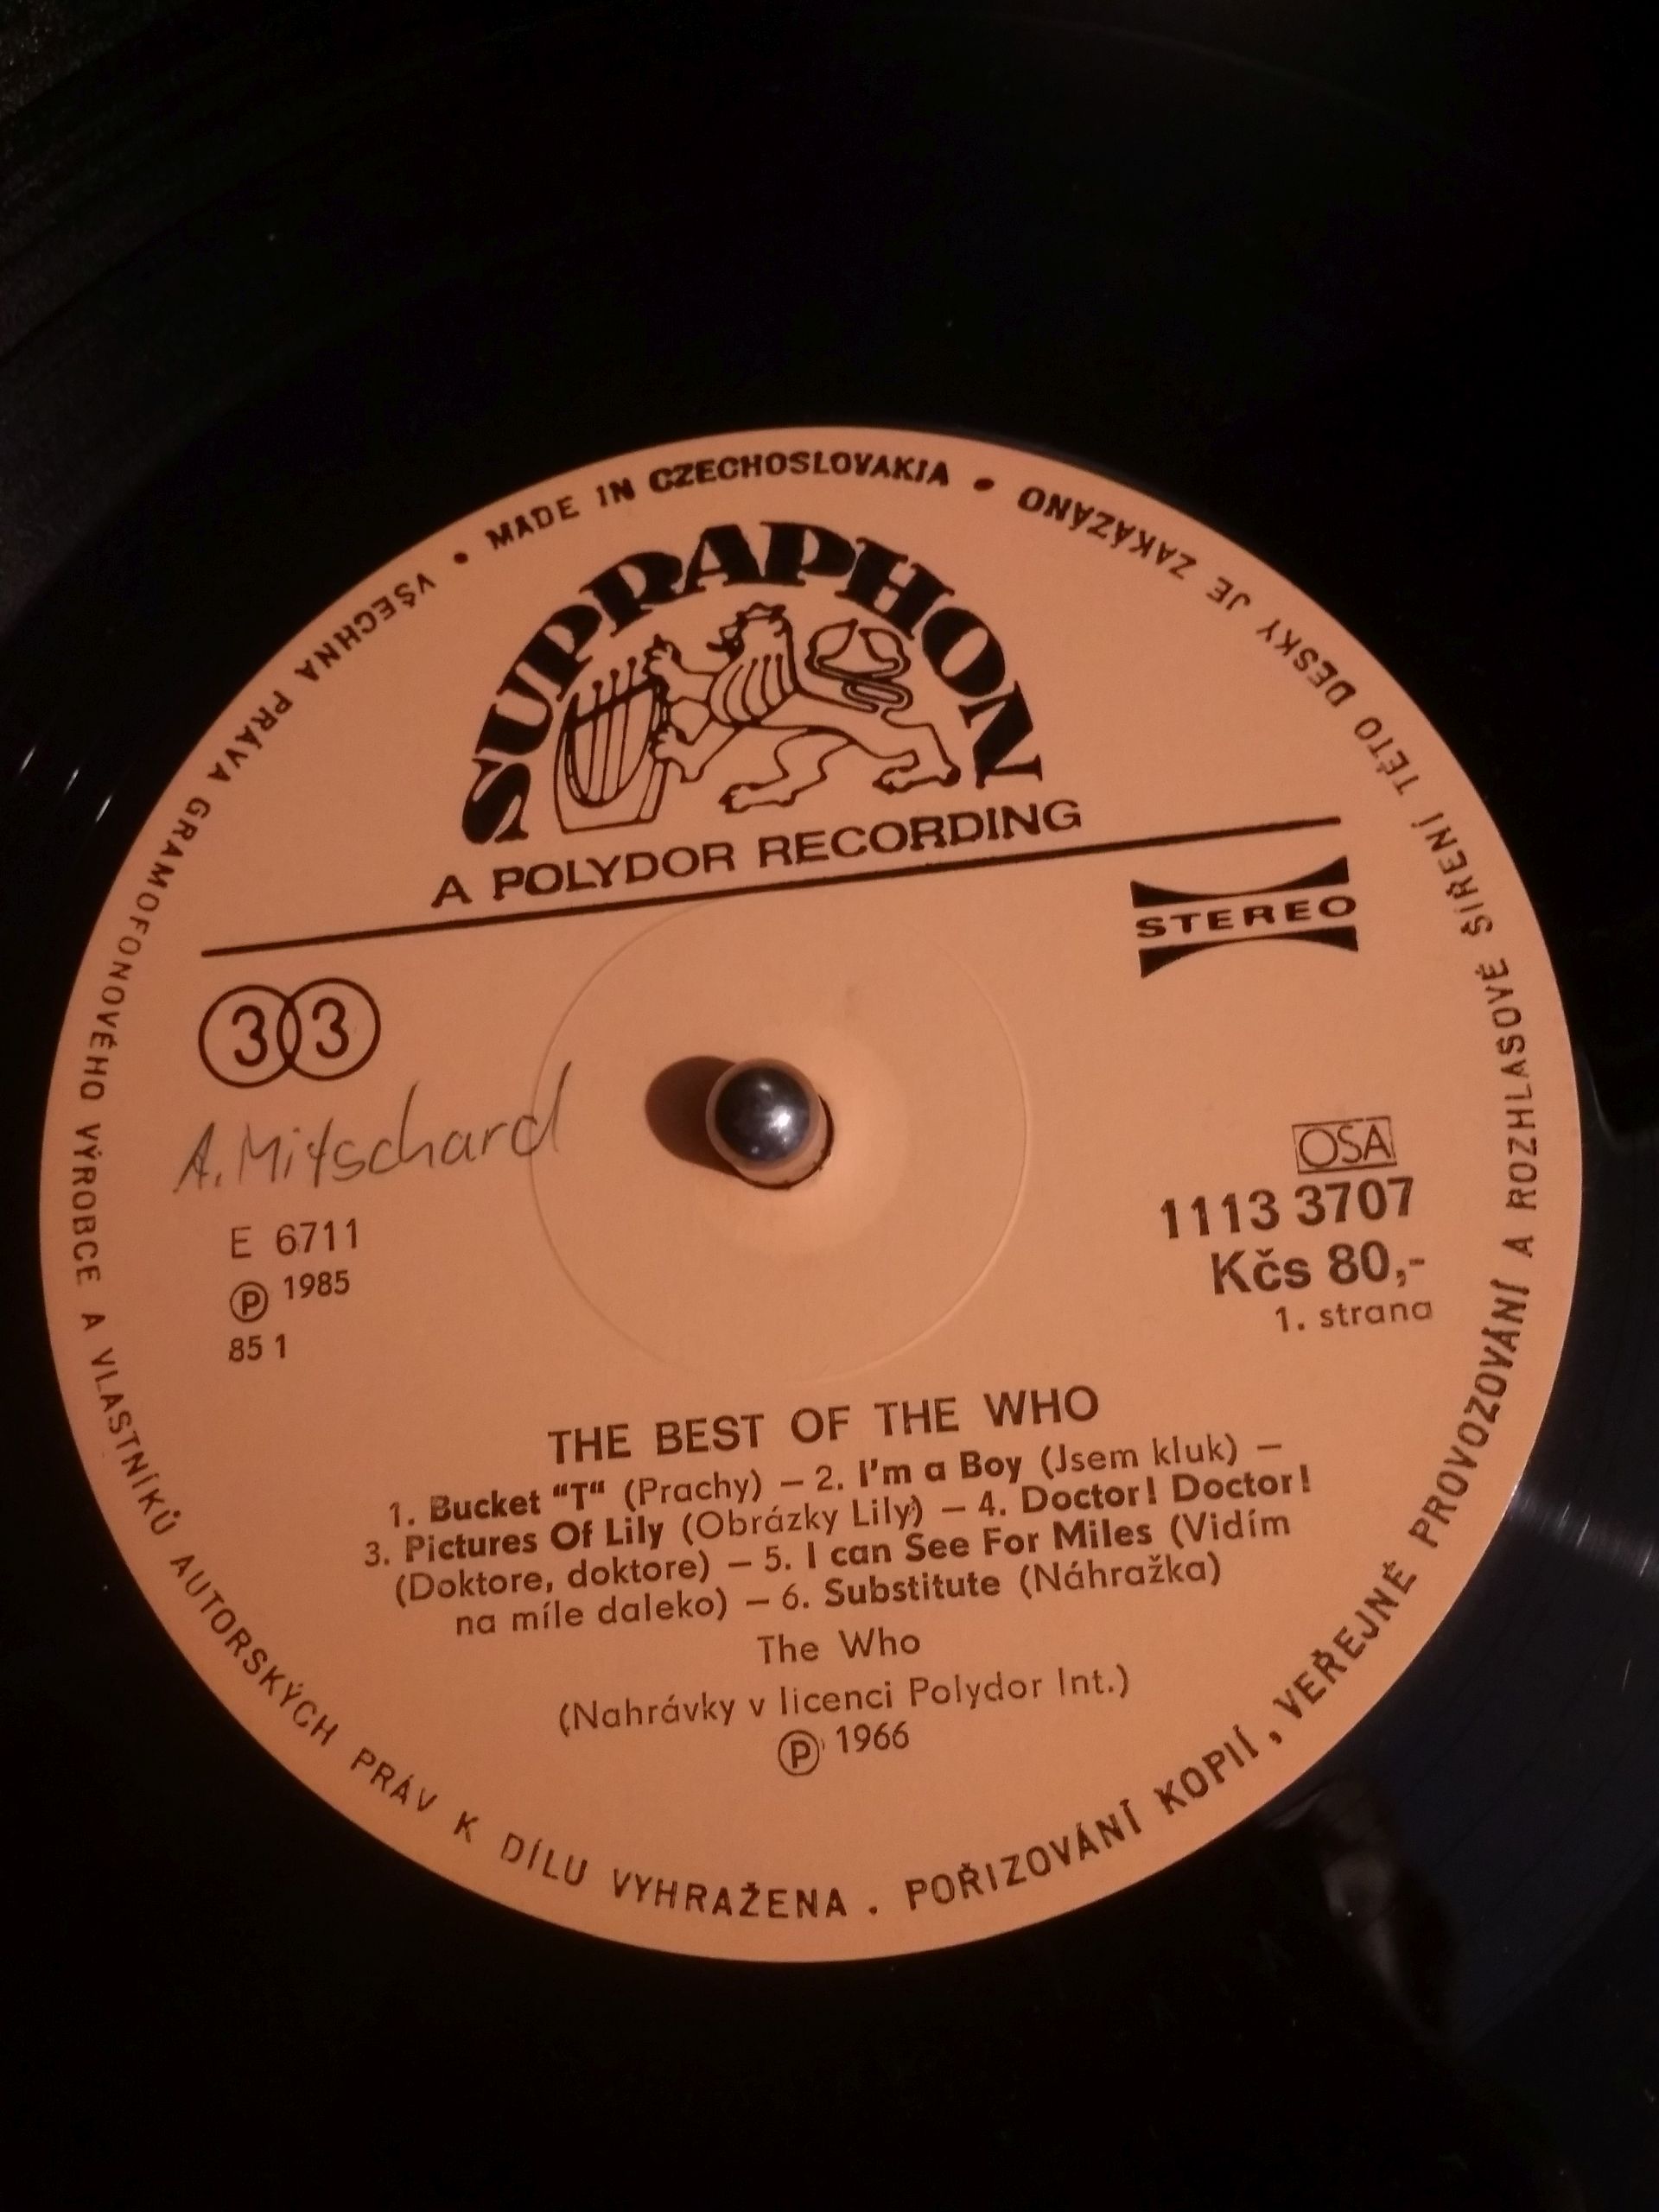 MADE IN CZECHOSLOVAKIA •
VŠECHNA PRÁVA GRAMOFONOVÉHO VÝROBCE A VLASTNÍKŮ AUTORSKÝCH PRÁV K DÍLU VYHRAŽENA . POŘIZOVÁNÍ KOPIÍ, VEŘEJNÉ PROVOZOVÁNÍ A ROZHLASOVÉ ŠÍŘENÍ TÉTO DESKY JE ZAKÁZÁNO •
SUPRAPHON
A POLYDOR RECORDING
STEREO
33
A. Mitschard
OSA
E 6711
1113 3707
℗ 1985
Kčs 80,-
85 1
1. strana
THE BEST OF THE WHO
1. Bucket "T“ (Prachy) – 2. I'm a Boy (Jsem kluk) –
3. Pictures Of Lily (Obrázky Lily) – 4. Doctor! Doctor!
(Doktore, doktore) – 5. I can See For Miles (Vidím
na míle daleko) – 6. Substitute (Náhražka)
The Who
(Nahrávky v licenci Polydor Int.)
℗ 1966